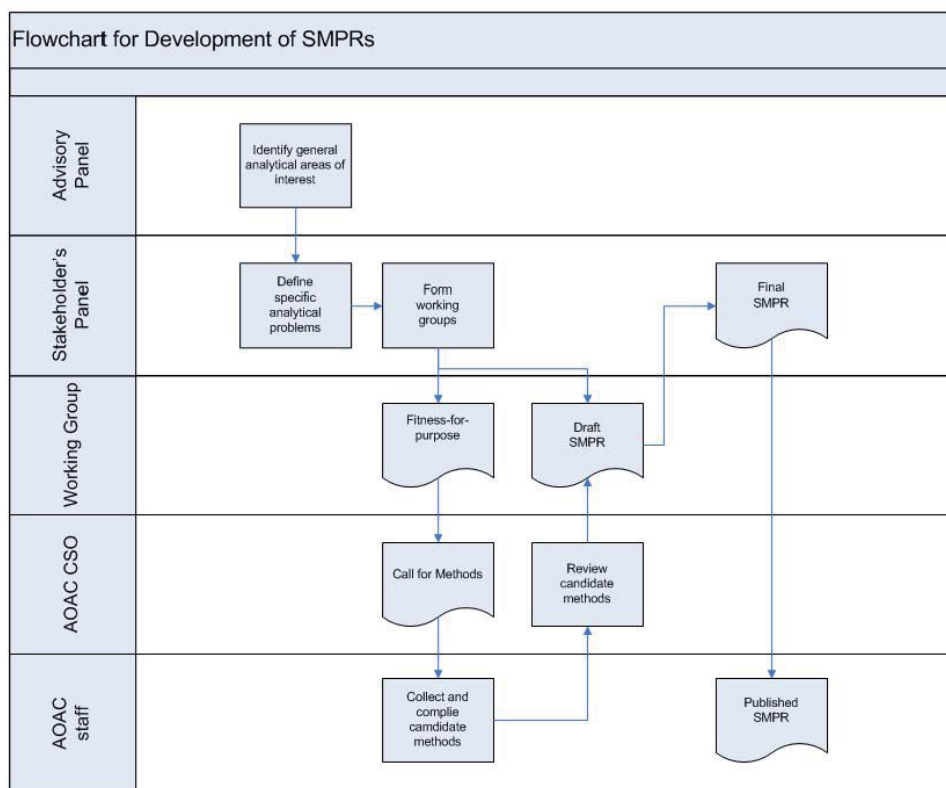 Flowchart for Development of SMPRs
Advisory
Panel
Identify general
analytical areas of
interest
Stakeholder's
Panel
Define
specific
analytical
problems
Form
working
groups
Final
SMPR
Working Group
Fitness-for-
purpose
Draft
SMPR
AOAC CSO
Call for Methods
Review
candidate
methods
AOAC
staff
Collect and
complie
camdidate
methods
Published
SMPR